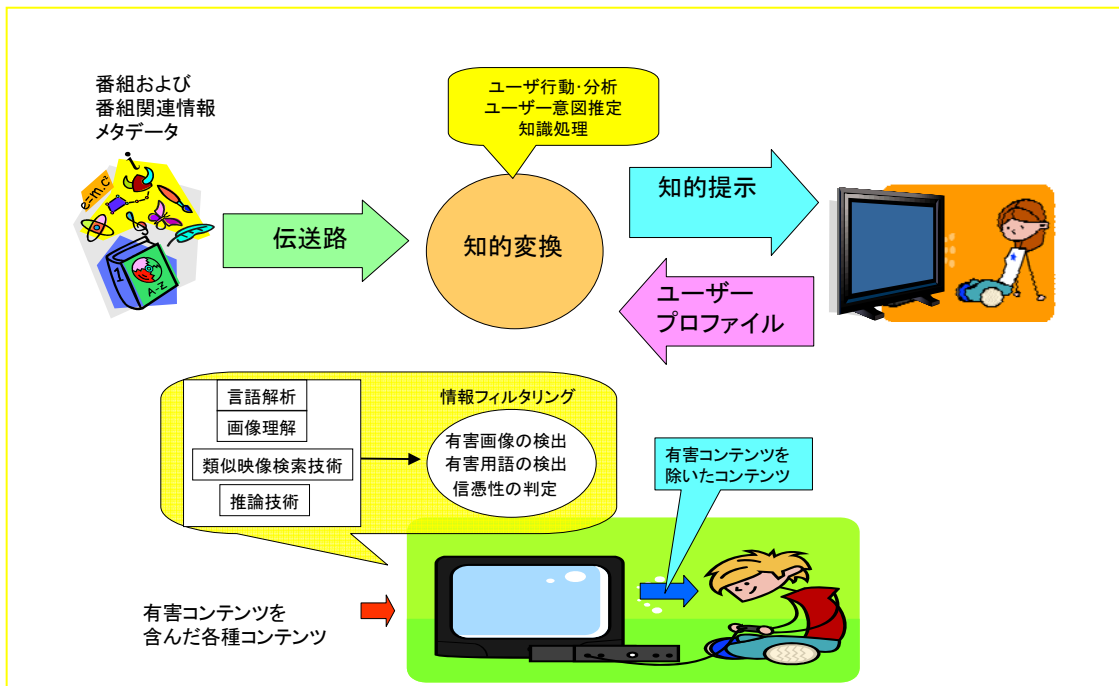 番組および
番組関連情報
メタデータ
ユーザ行動・分析
ユーザー意図推定
知識処理
e=m.c²
1
A-Z
伝送路
知的変換
知的提示
ユーザー
プロファイル
言語解析
画像理解
類似映像検索技術
推論技術
情報フィルタリング
有害画像の検出
有害用語の検出
信憑性の判定
有害コンテンツを
除いたコンテンツ
有害コンテンツを
含んだ各種コンテンツ